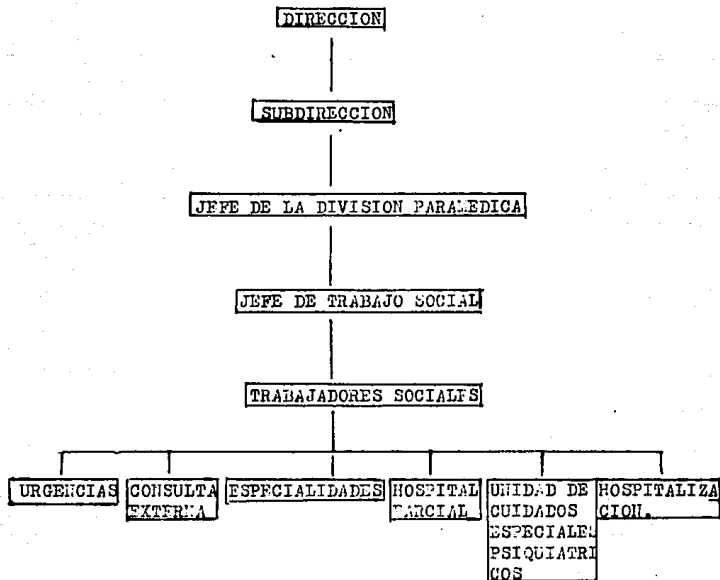 DIRECCION
SUBDIRECCION
JEFE DE LA DIVISION PARAMEDICA
JEFE DE TRABAJO SOCIAL
TRABAJADORES SOCIALES
URGENCIAS
CONSULTA
EXTERNA
ESPECIALIDADES
HOSPITAL
PARCIAL
UNIDAD DE
CUIDADOS
ESPECIALES
PSIQUIATRI
COS
HOSPITALIZA
CION.